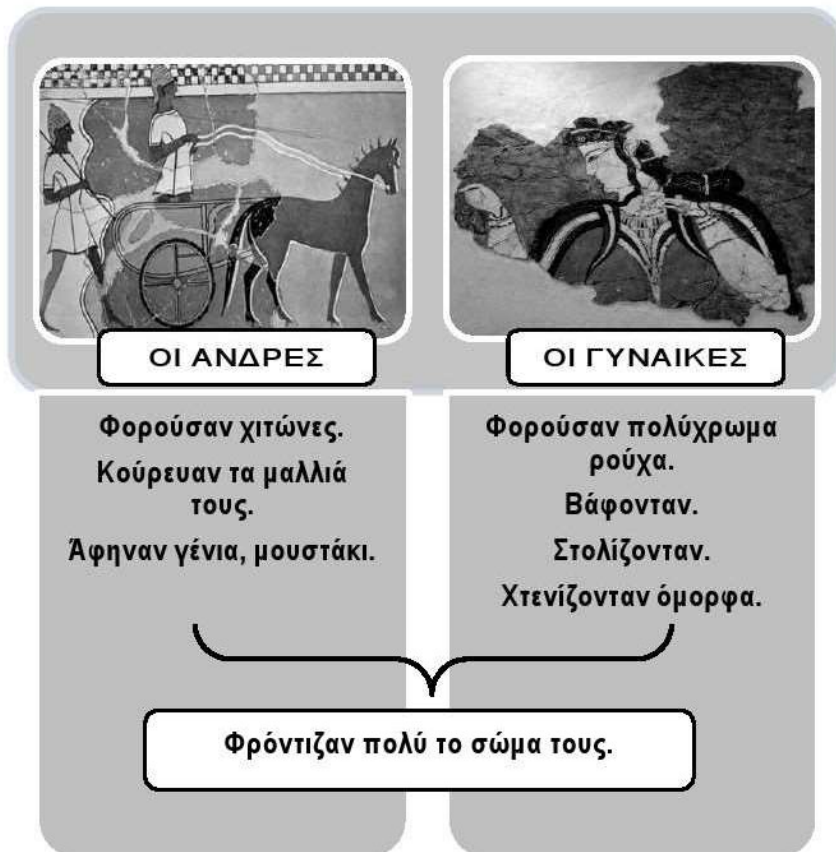 ΟΙ ΑΝΔΡΕΣ
Φορούσαν χιτώνες.
Κούρευαν τα μαλλιά
τους.
Άφηναν γένια, μουστάκι.
ΟΙ ΓΥΝΑΙΚΕΣ
Φορούσαν πολύχρωμα
ρούχα.
Βάφονταν.
Στολίζονταν.
Χτενίζονταν όμορφα.
Φρόντιζαν πολύ το σώμα τους.